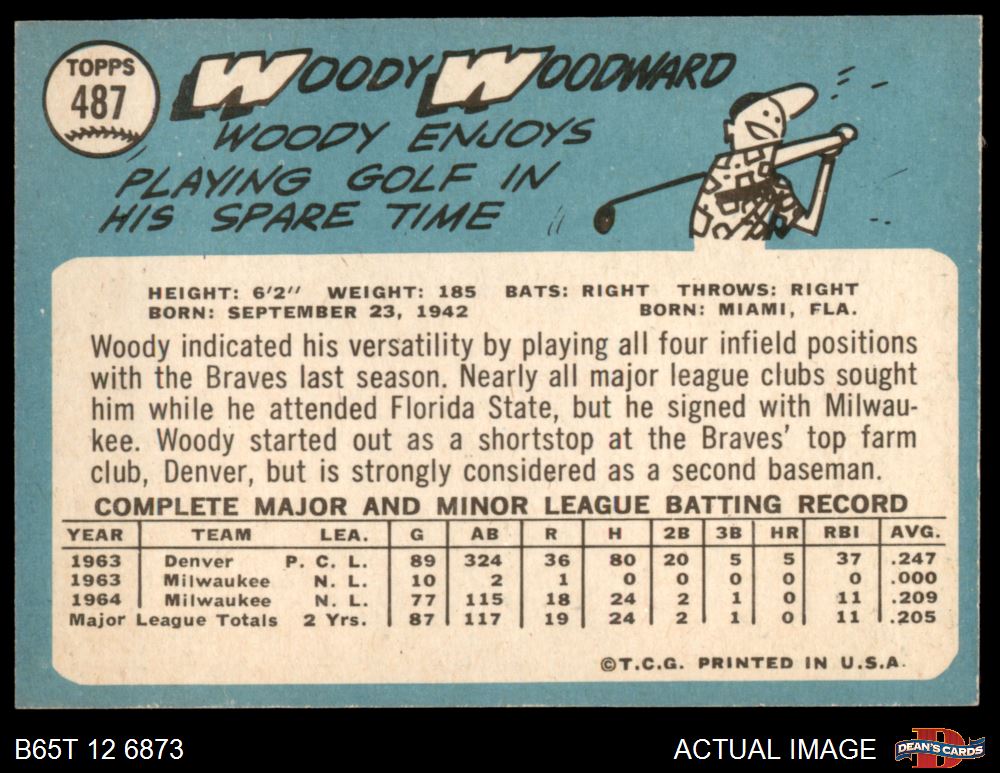 TOPPS
487
WOODY WOODWARD
WOODY ENJOYS
PLAYING GOLF IN
HIS SPARE TIME
HEIGHT: 6'2" WEIGHT: 185 BATS: RIGHT THROWS: RIGHT
BORN: SEPTEMBER 23, 1942 BORN: MIAMI, FLA.
Woody indicated his versatility by playing all four infield positions
with the Braves last season. Nearly all major league clubs sought
him while he attended Florida State, but he signed with Milwau-
kee. Woody started out as a shortstop at the Braves' top farm
club, Denver, but is strongly considered as a second baseman.
COMPLETE MAJOR AND MINOR LEAGUE BATTING RECORD
YEAR TEAM LEA. G AB R H 2B 3B HR RBI AVG.
1963 Denver P. C. L. 89 324 36 80 20 5 5 37 .247
1963 Milwaukee N. L. 10 2 1 0 0 0 0 0 .000
1964 Milwaukee N. L. 77 115 18 24 2 1 0 11 .209
Major League Totals 2 Yrs. 87 117 19 24 2 1 0 11 .205
©T.C.G. PRINTED IN U.S.A.
B65T 12 6873 ACTUAL IMAGE D DEAN'S CARDS